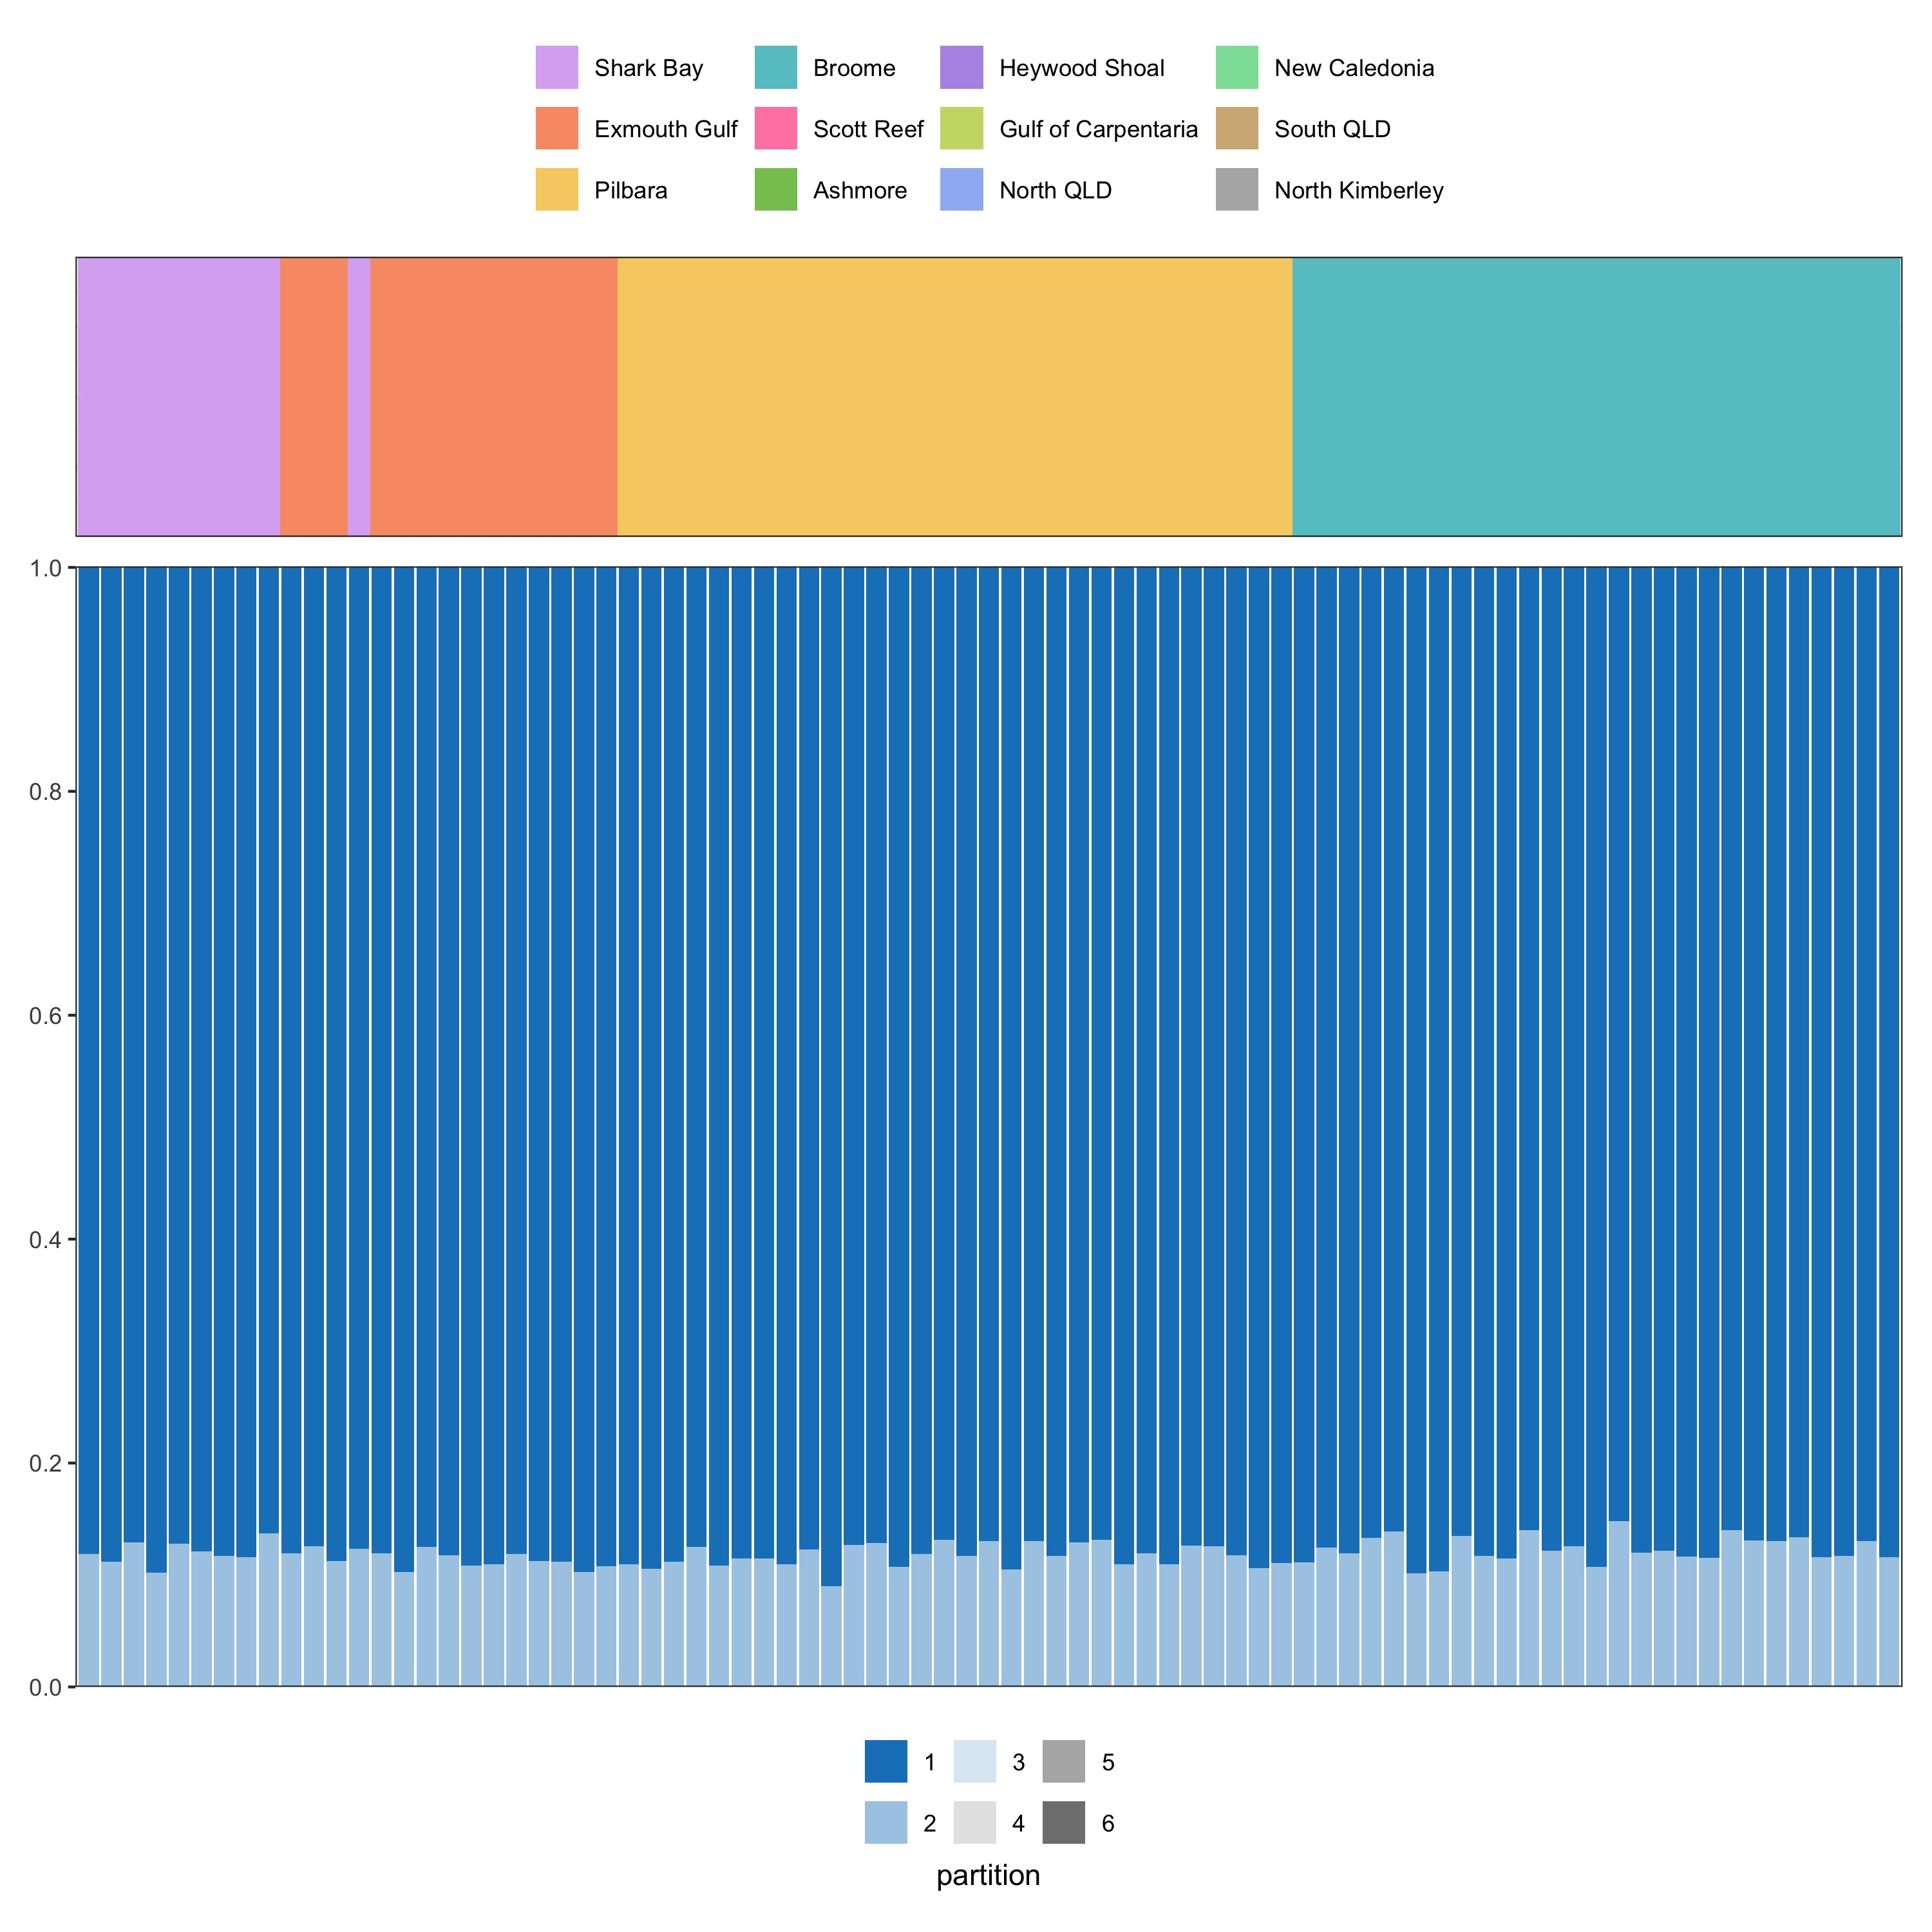 Shark Bay Broome Heywood Shoal New Caledonia
Exmouth Gulf Scott Reef Gulf of Carpentaria South QLD
Pilbara Ashmore North QLD North Kimberley
1.0
0.8
0.6
0.4
0.2
0.0
1 3 5
2 4 6
partition